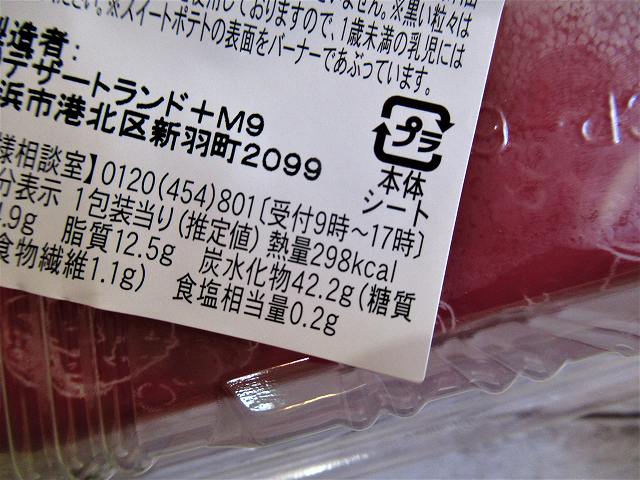 ださい。※スイートポテトの表面をバーナーであぶっています。
使用しておりますので、1歳未満の乳児には
ません。※黒い粒々は
製造者:
デザートランド+M9
浜市港北区新羽町2099
様相談室】0120(454)801〔受付9時~17時〕
分表示 1包装当り(推定値) 熱量298kcal
.9g 脂質12.5g 炭水化物42.2g(糖質
食物繊維1.1g) 食塩相当量0.2g
プラ
本体
シート